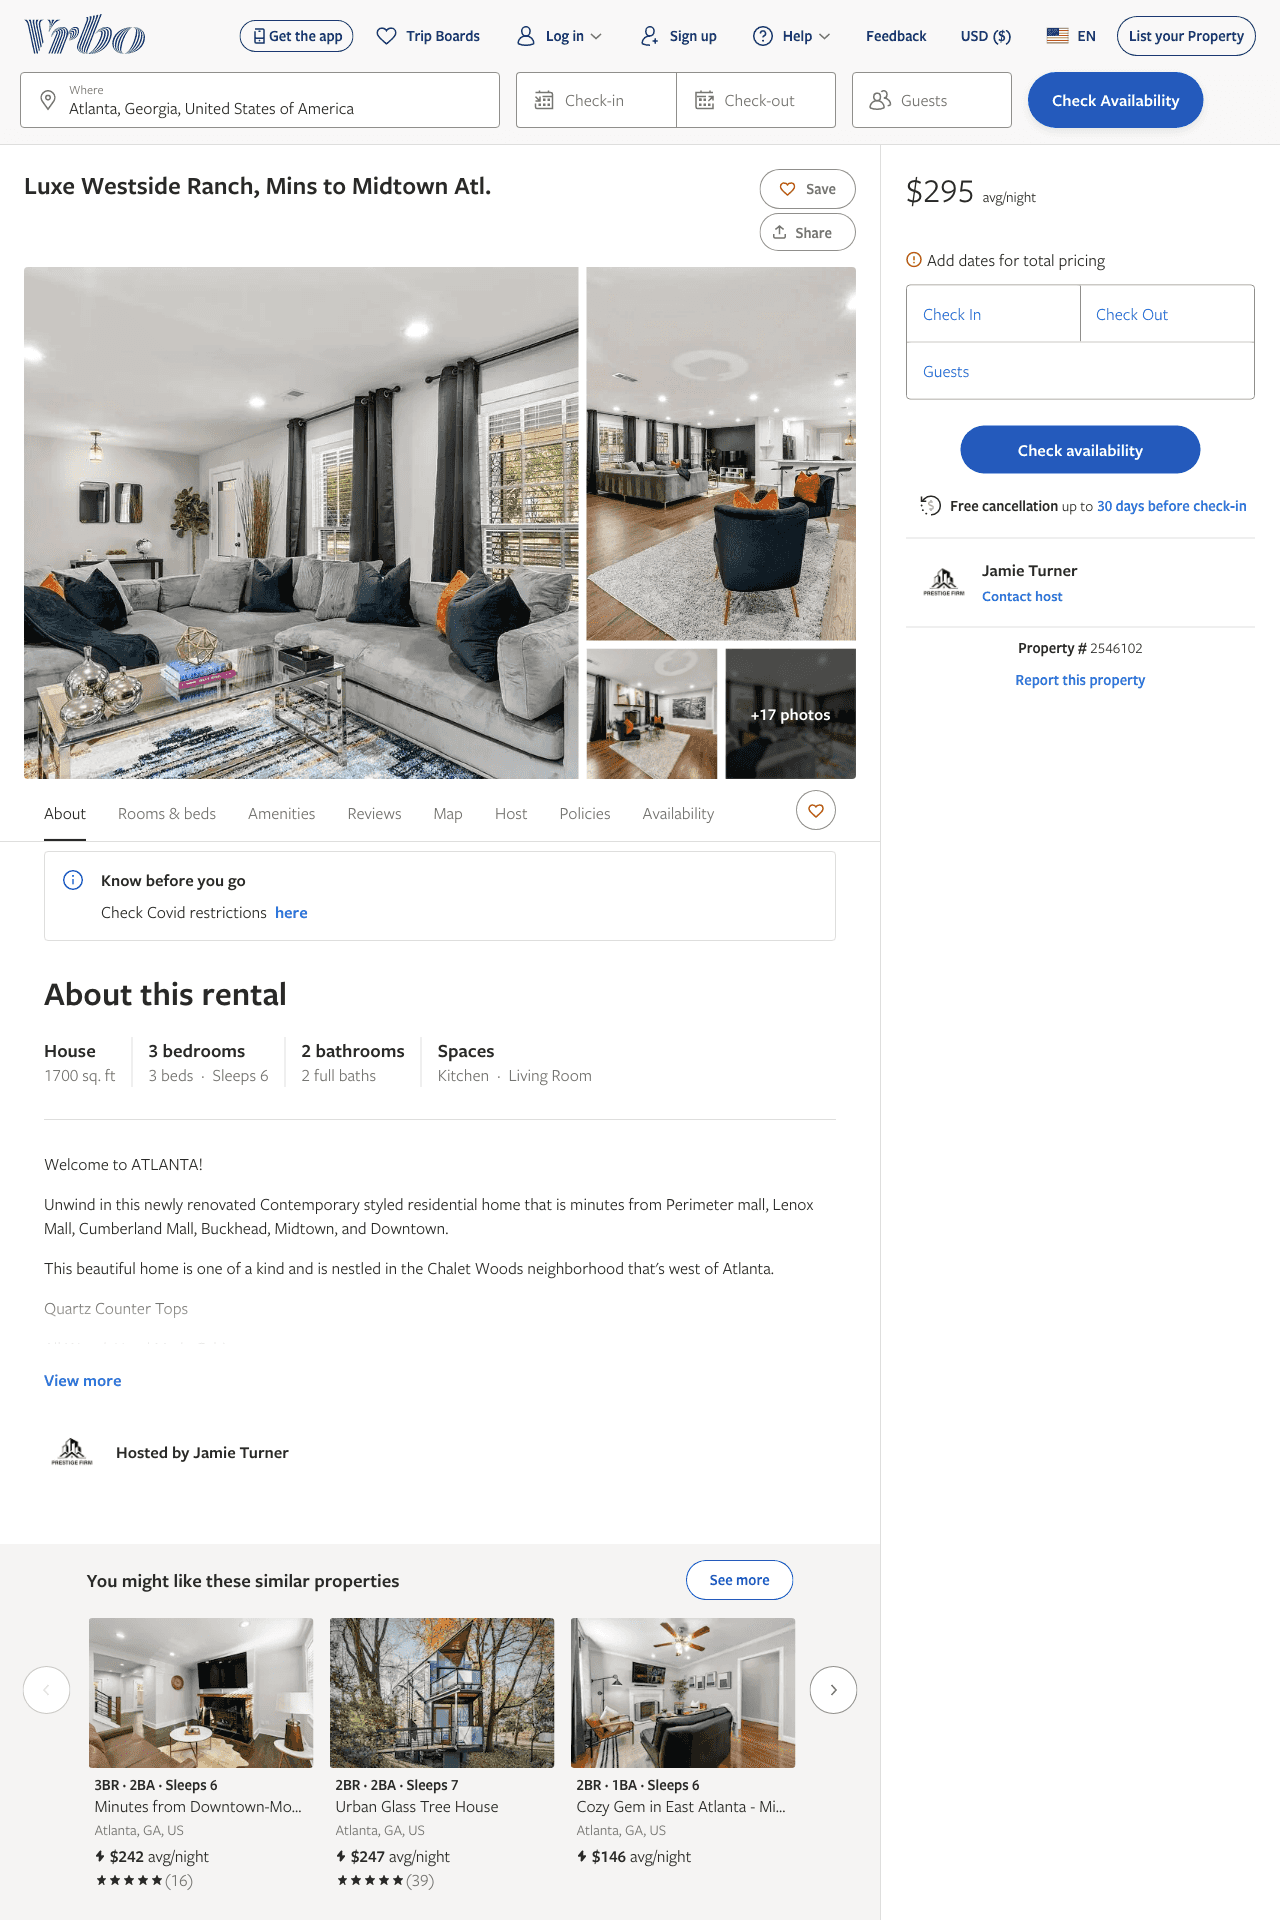 Vrbo
Get the app
Trip Boards
Log in
Sign up
Help
Feedback
USD ($)
EN
List your Property
Where
Atlanta, Georgia, United States of America
Check-in
Check-out
Guests
Check Availability
Luxe Westside Ranch, Mins to Midtown Atl.
Save
Share
+17 photos
About
Rooms & beds
Amenities
Reviews
Map
Host
Policies
Availability
Know before you go
Check Covid restrictions here
About this rental
House
1700 sq. ft
3 bedrooms
3 beds · Sleeps 6
2 bathrooms
2 full baths
Spaces
Kitchen · Living Room
Welcome to ATLANTA!
Unwind in this newly renovated Contemporary styled residential home that is minutes from Perimeter mall, Lenox
Mall, Cumberland Mall, Buckhead, Midtown, and Downtown.
This beautiful home is one of a kind and is nestled in the Chalet Woods neighborhood that's west of Atlanta.
Quartz Counter Tops
View more
PRESTIGE FIRM
Hosted by Jamie Turner
You might like these similar properties
See more
3BR · 2BA · Sleeps 6
Minutes from Downtown-Mo...
Atlanta, GA, US
$242 avg/night
(16)
2BR · 2BA · Sleeps 7
Urban Glass Tree House
Atlanta, GA, US
$247 avg/night
(39)
2BR · 1BA · Sleeps 6
Cozy Gem in East Atlanta - Mi...
Atlanta, GA, US
$146 avg/night
$295 avg/night
Add dates for total pricing
Check In
Check Out
Guests
Check availability
Free cancellation up to 30 days before check-in
PRESTIGE FIRM
Jamie Turner
Contact host
Property # 2546102
Report this property